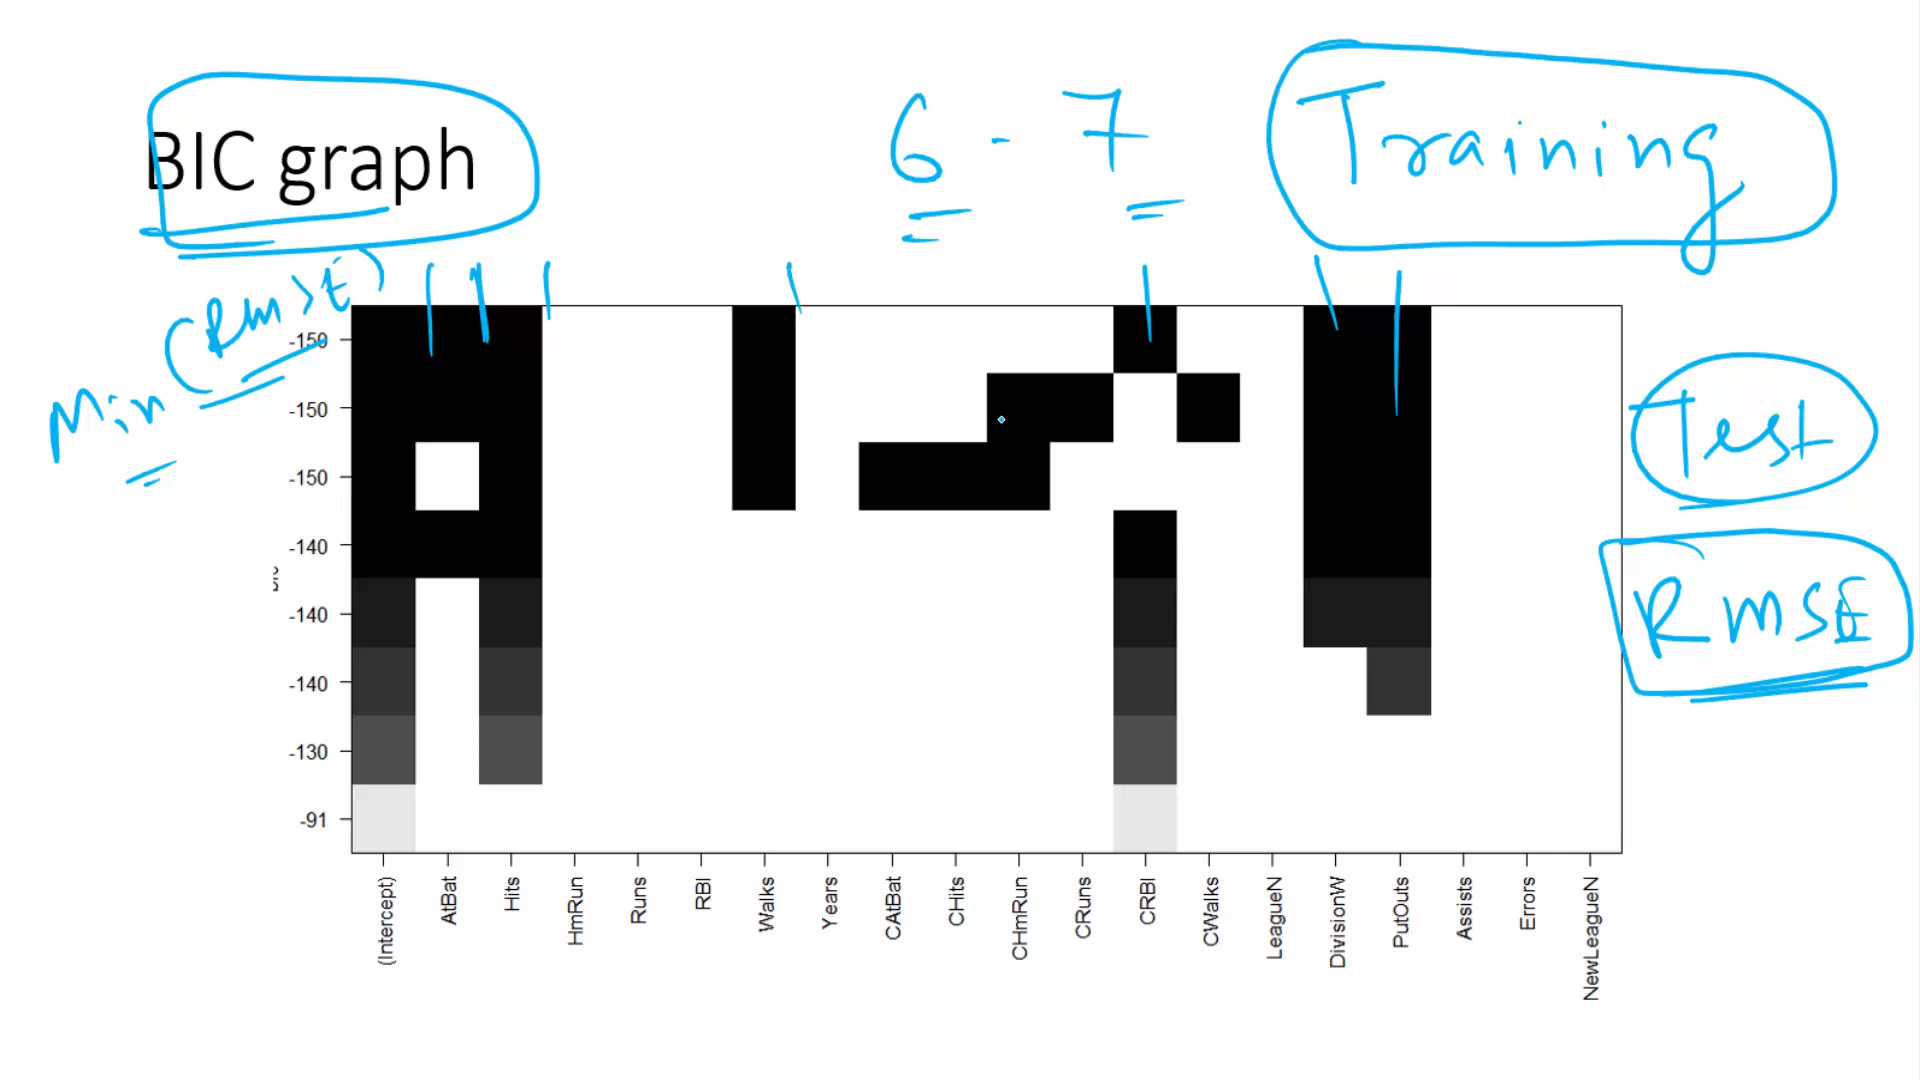 BIC graph
6 - 7
Training
Min (RMSE)
Test
RMSE
-150
-150
-150
-140
-140
-140
-130
-91
bic
(Intercept)
AtBat
Hits
HmRun
Runs
RBI
Walks
Years
CAtBat
CHits
CHmRun
CRuns
CRBI
CWalks
LeagueN
DivisionW
PutOuts
Assists
Errors
NewLeagueN